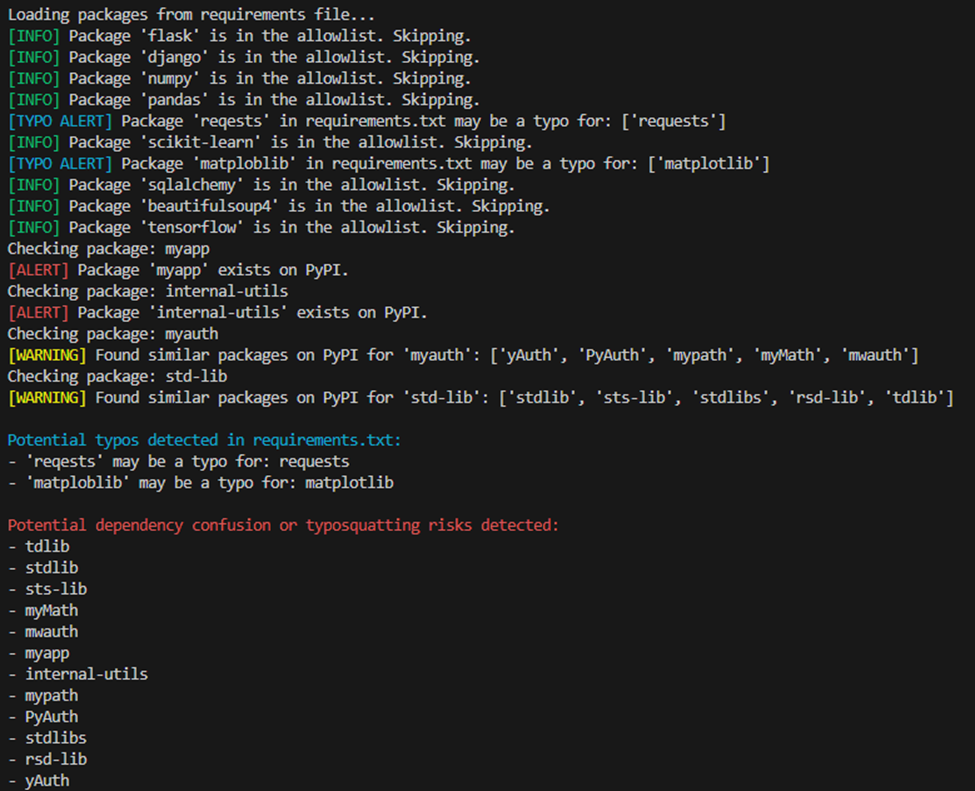 Loading packages from requirements file...
[INFO] Package 'flask' is in the allowlist. Skipping.
[INFO] Package 'django' is in the allowlist. Skipping.
[INFO] Package 'numpy' is in the allowlist. Skipping.
[INFO] Package 'pandas' is in the allowlist. Skipping.
[TYPO ALERT] Package 'reqests' in requirements.txt may be a typo for: ['requests']
[INFO] Package 'scikit-learn' is in the allowlist. Skipping.
[TYPO ALERT] Package 'matploblib' in requirements.txt may be a typo for: ['matplotlib']
[INFO] Package 'sqlalchemy' is in the allowlist. Skipping.
[INFO] Package 'beautifulsoup4' is in the allowlist. Skipping.
[INFO] Package 'tensorflow' is in the allowlist. Skipping.
Checking package: myapp
[ALERT] Package 'myapp' exists on PyPI.
Checking package: internal-utils
[ALERT] Package 'internal-utils' exists on PyPI.
Checking package: myauth
[WARNING] Found similar packages on PyPI for 'myauth': ['yAuth', 'PyAuth', 'mypath', 'myMath', 'mwauth']
Checking package: std-lib
[WARNING] Found similar packages on PyPI for 'std-lib': ['stdlib', 'sts-lib', 'stdlibs', 'rsd-lib', 'tdlib']
Potential typos detected in requirements.txt:
- 'reqests' may be a typo for: requests
- 'matploblib' may be a typo for: matplotlib
Potential dependency confusion or typosquatting risks detected:
- tdlib
- stdlib
- sts-lib
- myMath
- mwauth
- myapp
- internal-utils
- mypath
- PyAuth
- stdlibs
- rsd-lib
- yAuth